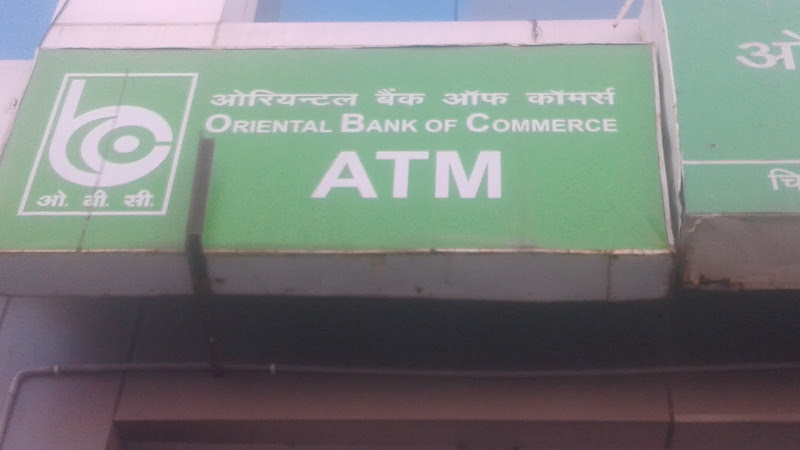 ओरियन्टल बैंक ऑफ कॉमर्स
ORIENTAL BANK OF COMMERCE
ATM
ओ. बी. सी.